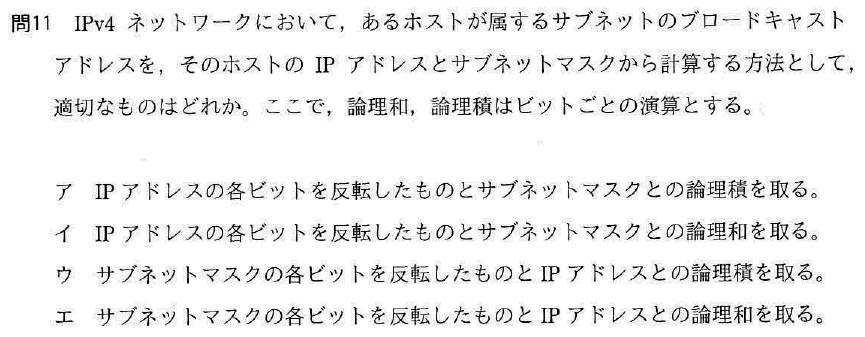 問11 IPv4 ネットワークにおいて，あるホストが属するサブネットのブロードキャスト
アドレスを，そのホストの IP アドレスとサブネットマスクから計算する方法として，
適切なものはどれか。ここで，論理和，論理積はビットごとの演算とする。
ア IP アドレスの各ビットを反転したものとサブネットマスクとの論理積を取る。
イ IP アドレスの各ビットを反転したものとサブネットマスクとの論理和を取る。
ウ サブネットマスクの各ビットを反転したものと IP アドレスとの論理積を取る。
エ サブネットマスクの各ビットを反転したものと IP アドレスとの論理和を取る。